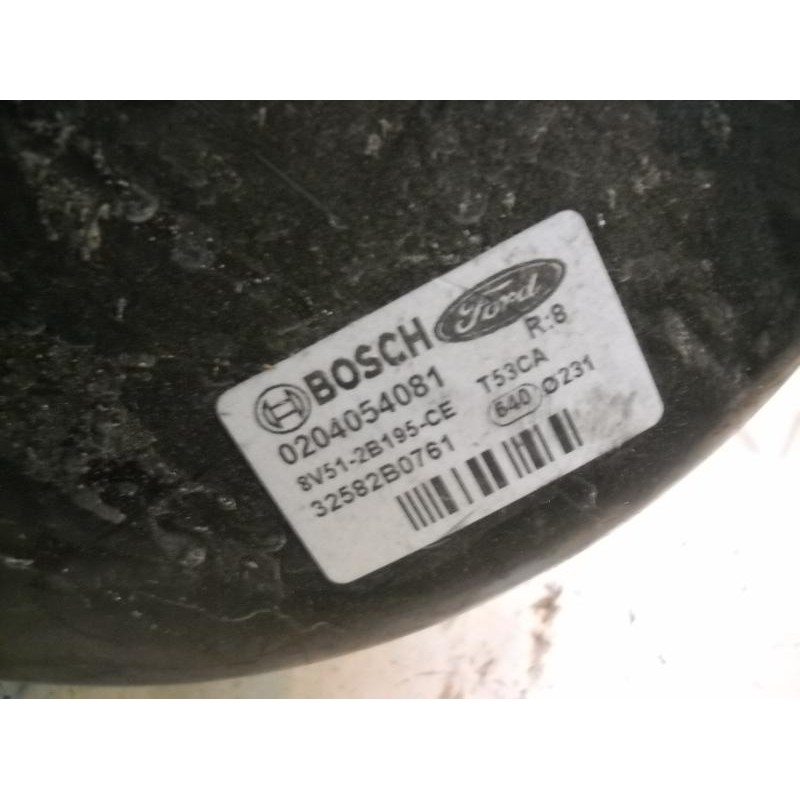 BOSCH Ford
0204054081 R:8
8V51-2B195-CE T53CA
32582B0761 640 Ø231